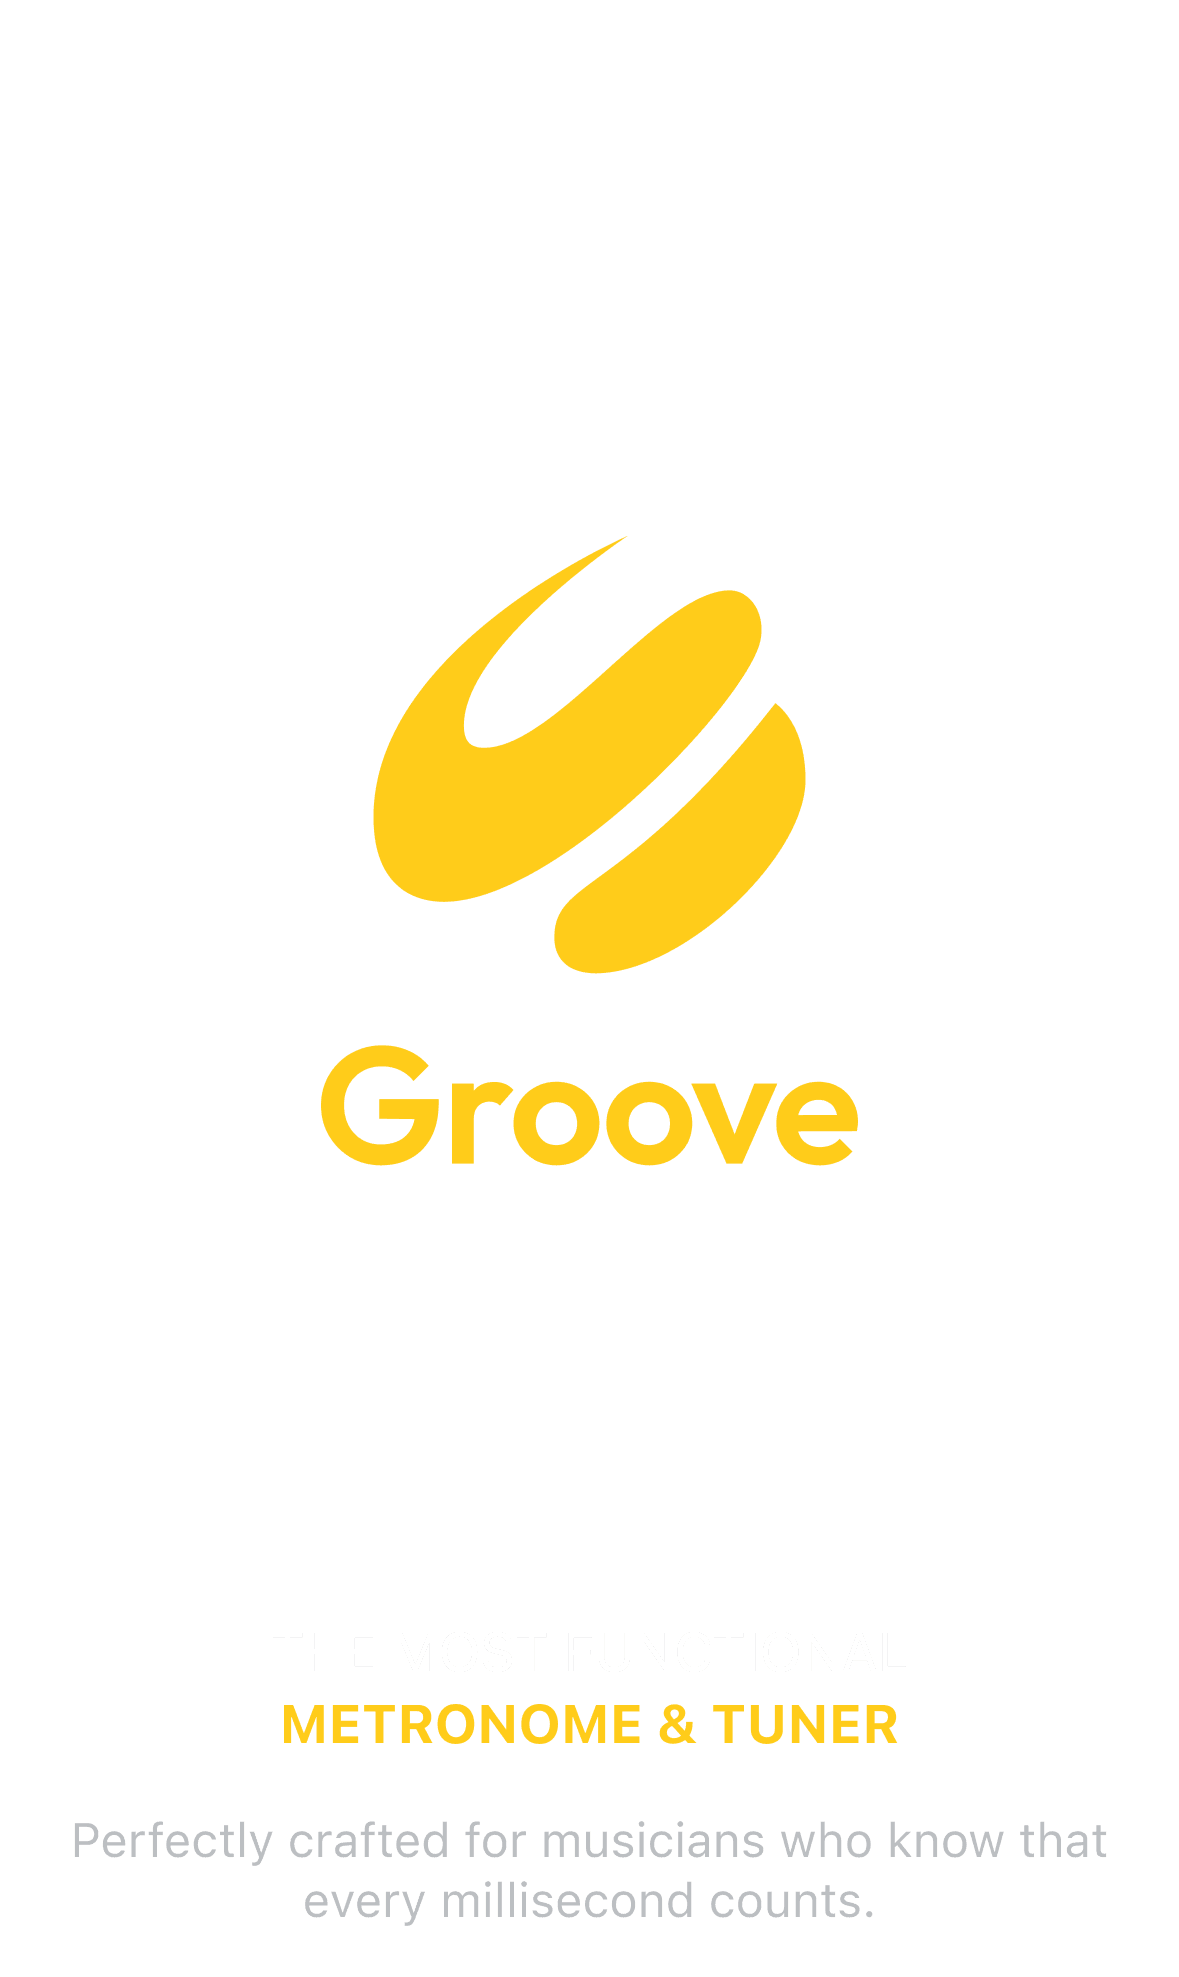 Groove
THE MOST FUNCTIONAL
METRONOME & TUNER
Perfectly crafted for musicians who know that
every millisecond counts.